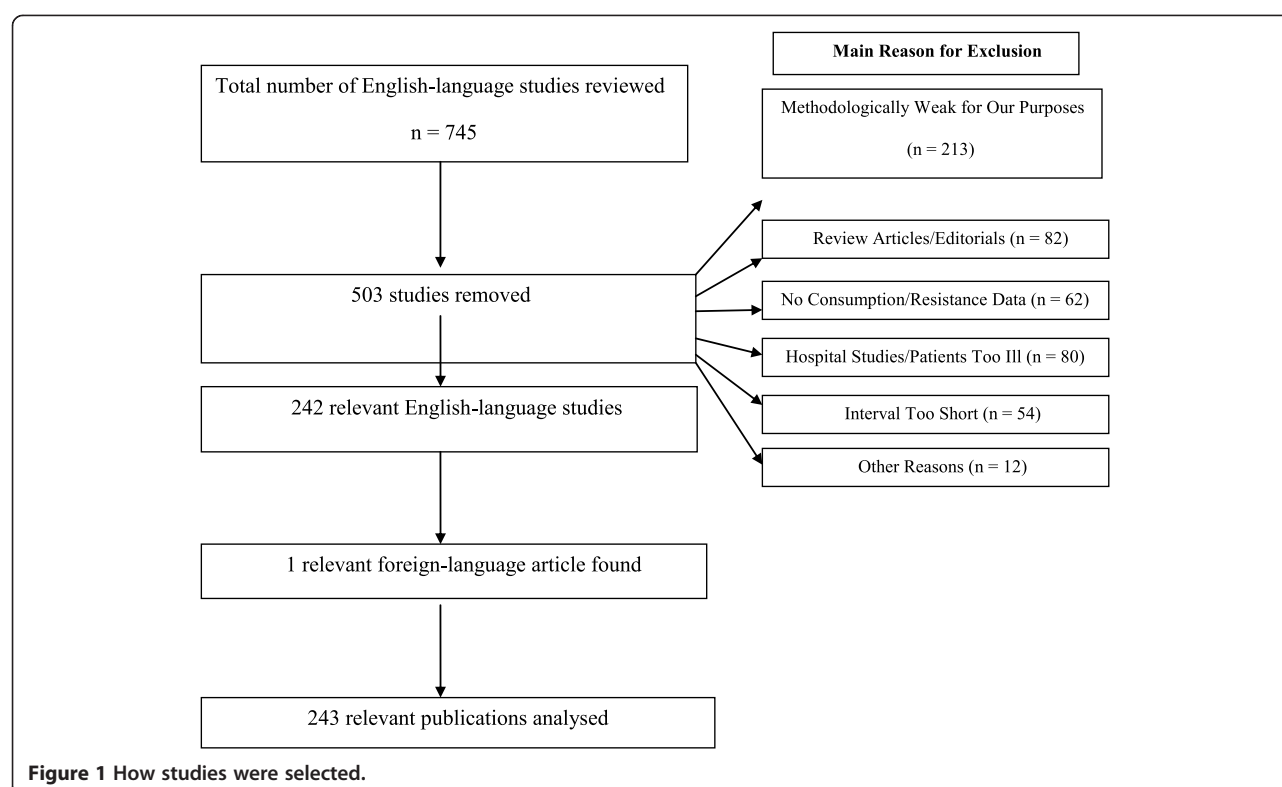 Main Reason for Exclusion
Total number of English-language studies reviewed
n = 745
Methodologically Weak for Our Purposes
(n = 213)
Review Articles/Editorials (n = 82)
503 studies removed
No Consumption/Resistance Data (n = 62)
Hospital Studies/Patients Too Ill (n = 80)
242 relevant English-language studies
Interval Too Short (n = 54)
Other Reasons (n = 12)
1 relevant foreign-language article found
243 relevant publications analysed
Figure 1 How studies were selected.